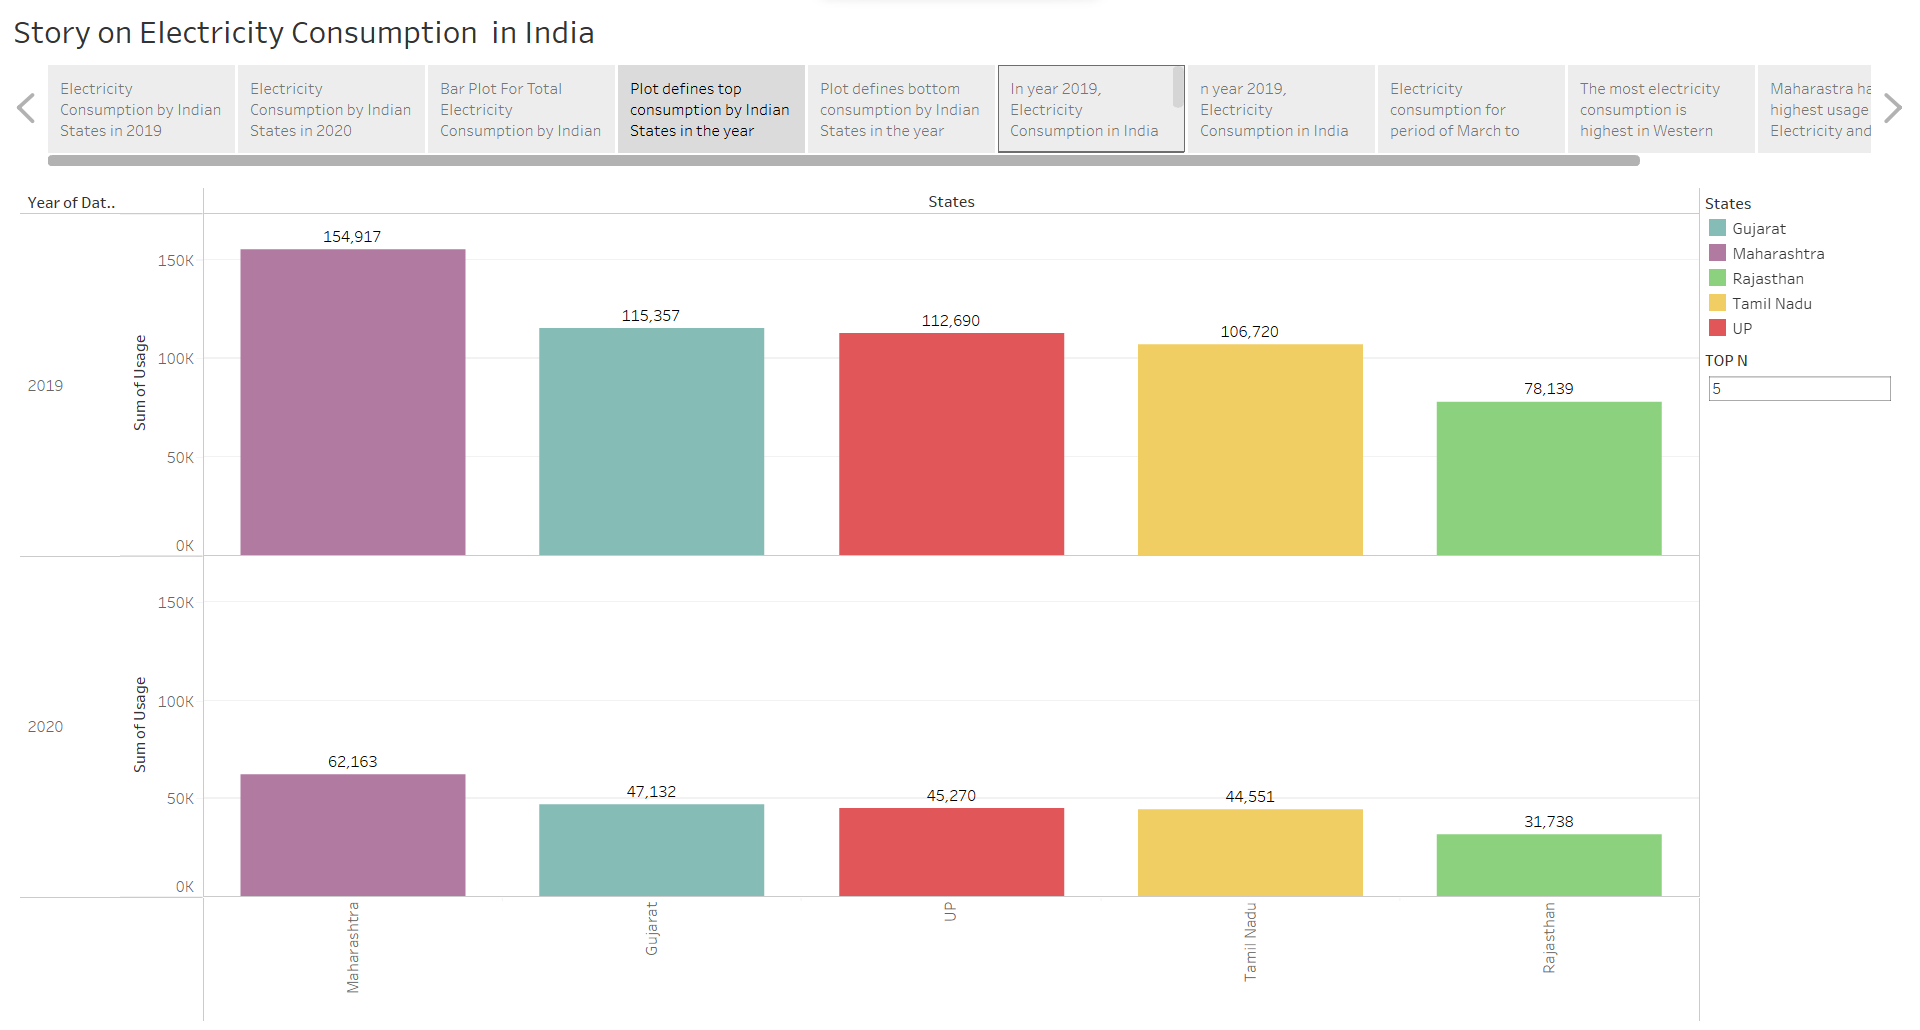 Story on Electricity Consumption  in India
Electricity
Consumption by Indian
States in 2019
Electricity
Consumption by Indian
States in 2020
Bar Plot For Total
Electricity
Consumption by Indian
Plot defines top
consumption by Indian
States in the year
Plot defines bottom
consumption by Indian
States in the year
In year 2019,
Electricity
Consumption in India
n year 2019,
Electricity
Consumption in India
Electricity
consumption for
period of March to
The most electricity
consumption is
highest in Western
Maharastra ha
highest usage
Electricity and
Year of Dat..
States
2019
Sum of Usage
150K
100K
50K
0K
154,917
115,357
112,690
106,720
78,139
2020
Sum of Usage
150K
100K
50K
0K
62,163
47,132
45,270
44,551
31,738
Maharashtra
Gujarat
UP
Tamil Nadu
Rajasthan
States
Gujarat
Maharashtra
Rajasthan
Tamil Nadu
UP
TOP N
5